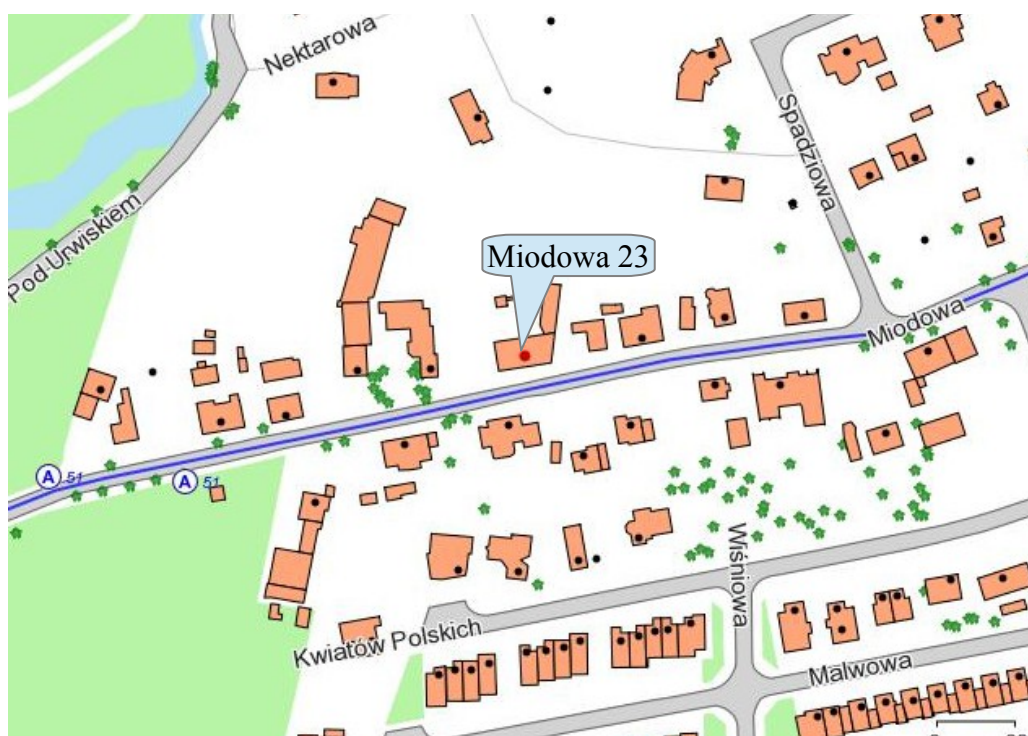 Nektarowa
Spadziowa
Pod Urwiskiem
Miodowa 23
Miodowa
A 51
A 51
Wiśniowa
Kwiatów Polskich
Malwowa